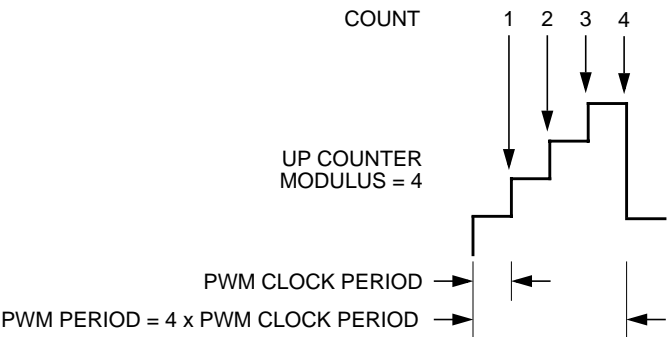 COUNT 1 2 3 4
UP COUNTER
MODULUS = 4
PWM CLOCK PERIOD
PWM PERIOD = 4 x PWM CLOCK PERIOD